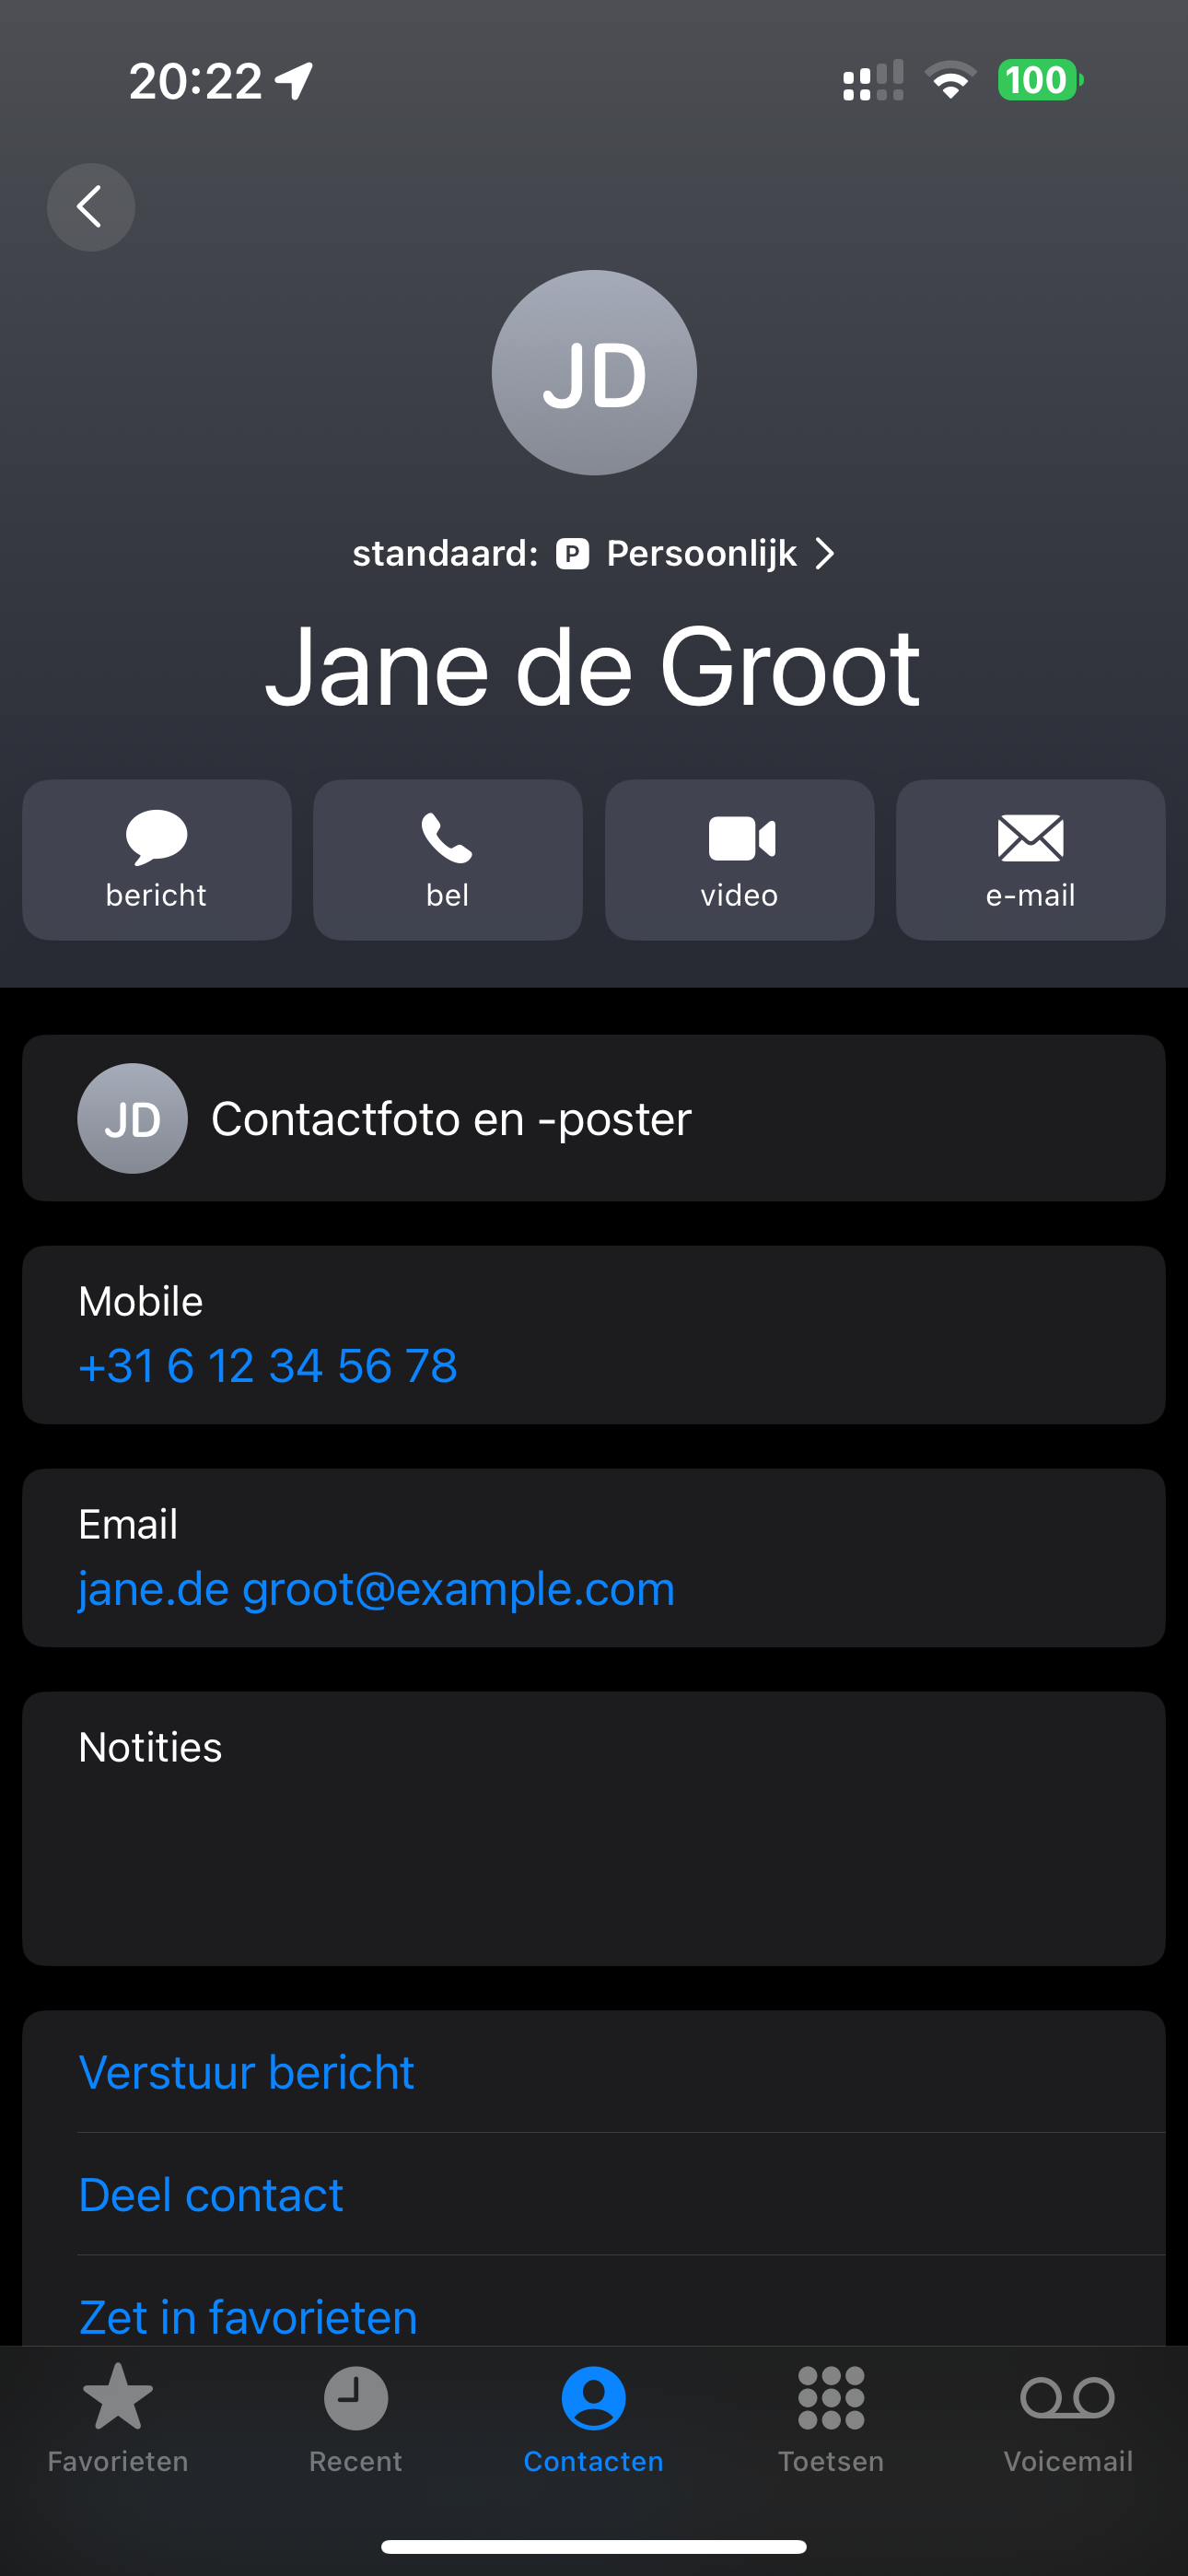 20:22
100
JD
standaard: P Persoonlijk
Jane de Groot
bericht
bel
video
e-mail
JD
Contactfoto en -poster
Mobile
+31 6 12 34 56 78
Email
jane.de groot@example.com
Notities
Verstuur bericht
Deel contact
Zet in favorieten
Favorieten
Recent
Contacten
Toetsen
Voicemail